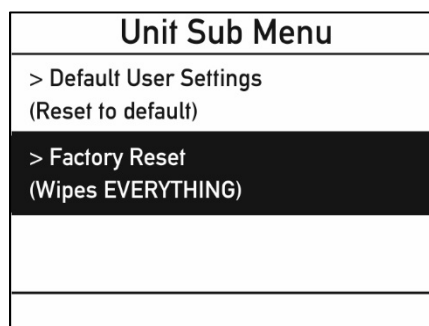 Unit Sub Menu
> Default User Settings
(Reset to default)
> Factory Reset
(Wipes EVERYTHING)